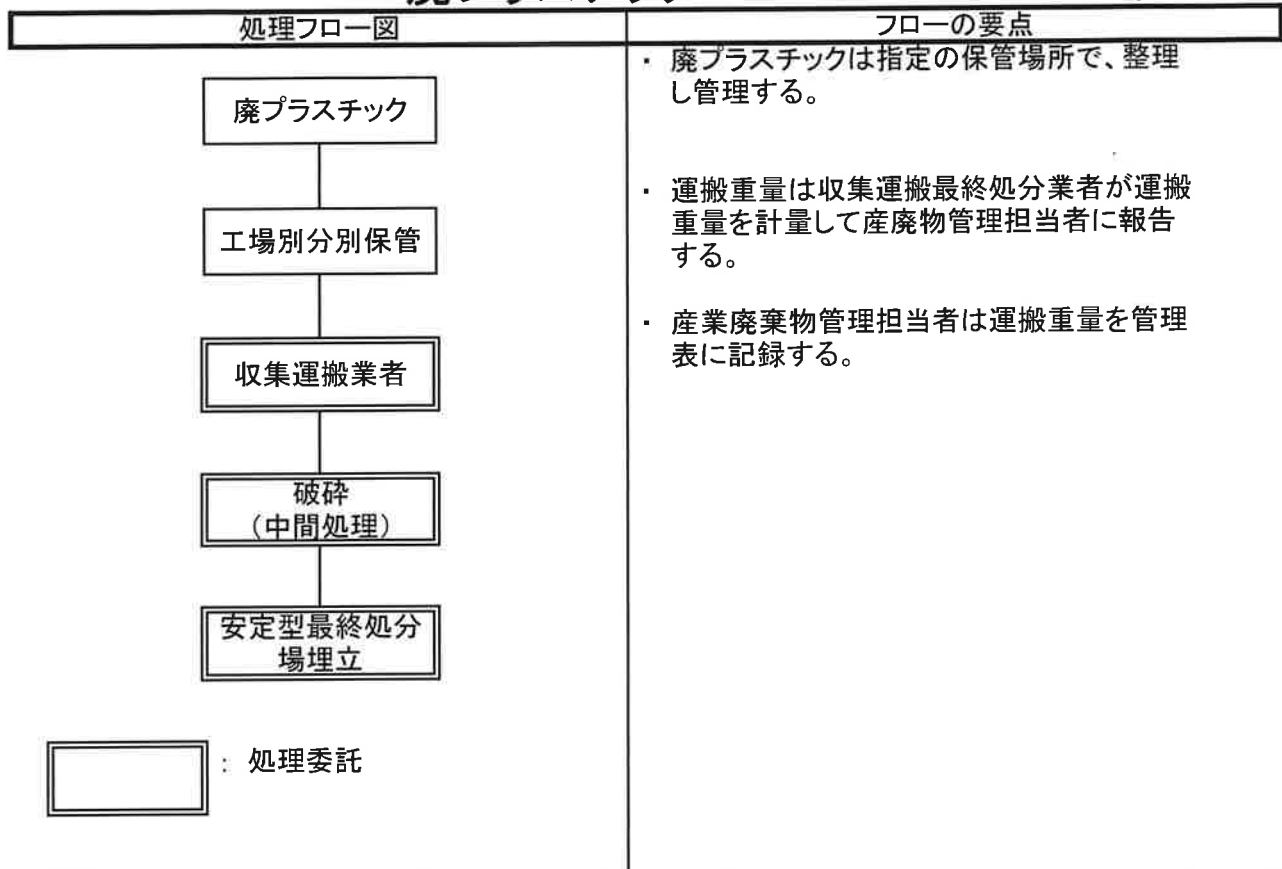 処理フロー図
フローの要点
廃プラスチック
工場別分別保管
収集運搬業者
破砕
(中間処理)
安定型最終処分
場埋立
: 処理委託
・ 廃プラスチックは指定の保管場所で、整理
し管理する。
・ 運搬重量は収集運搬最終処分業者が運搬
重量を計量して産廃物管理担当者に報告
する。
・ 産業廃棄物管理担当者は運搬重量を管理
表に記録する。